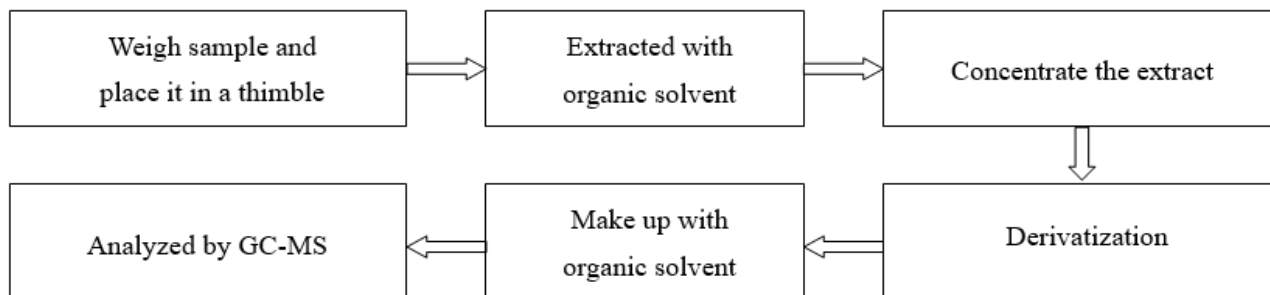 Weigh sample and
place it in a thimble
Extracted with
organic solvent
Concentrate the extract
Derivatization
Make up with
organic solvent
Analyzed by GC-MS